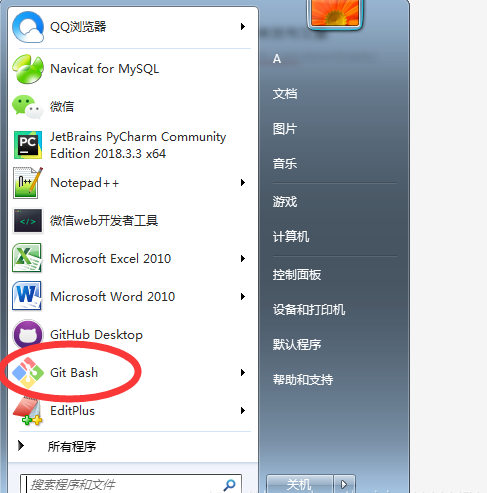 QQ浏览器
Navicat for MySQL
微信
PC
JetBrains PyCharm Community
Edition 2018.3.3 x64
Notepad++
</>
微信web开发者工具
Microsoft Excel 2010
Microsoft Word 2010
GitHub Desktop
Git Bash
EditPlus
所有程序
搜索程序和文件
A
文档
图片
音乐
游戏
计算机
控制面板
设备和打印机
默认程序
帮助和支持
关机